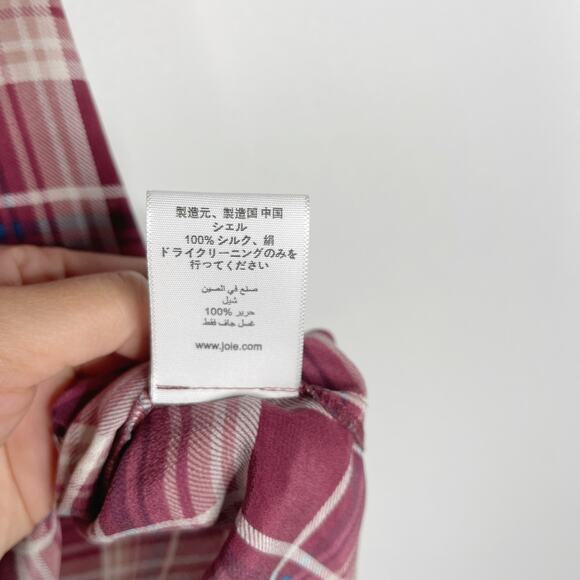 製造元、製造国 中国
シェル
100% シルク、絹
ドライクリーニングのみを
行つてください
صنع في الصين
شيل
حرير 100%
غسل جاف فقط
www.joie.com